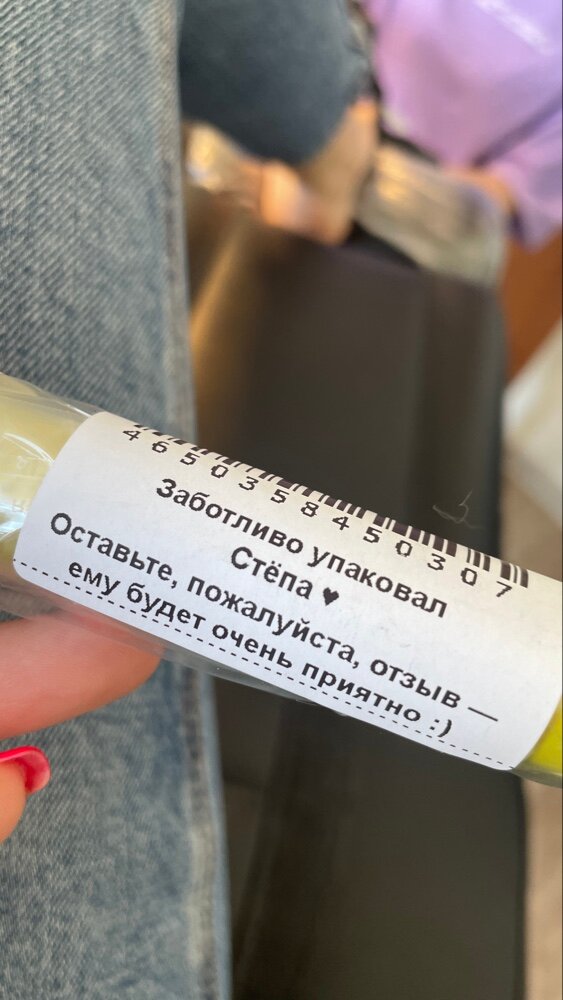 4650358450307
Заботливо упаковал
Стёпа ♥
Оставьте, пожалуйста, отзыв —
ему будет очень приятно :)